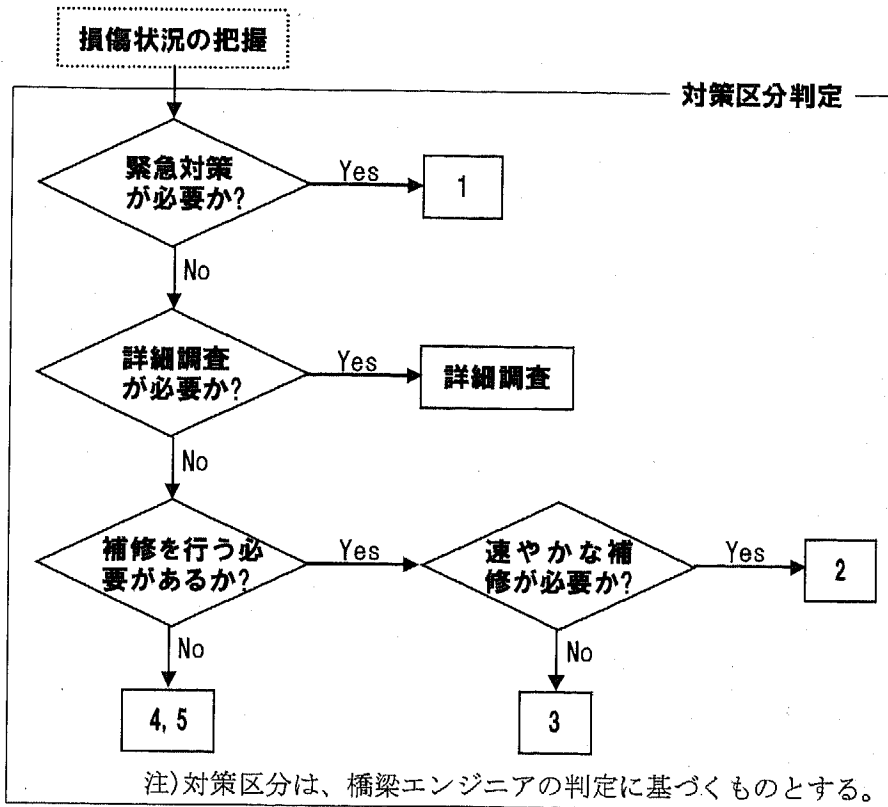 損傷状況の把握
対策区分判定
緊急対策
が必要か?
Yes
1
No
詳細調査
が必要か?
Yes
詳細調査
No
補修を行う必
要があるか?
Yes
速やかな補
修が必要か?
Yes
2
No
No
4, 5
3
注)対策区分は、橋梁エンジニアの判定に基づくものとする。